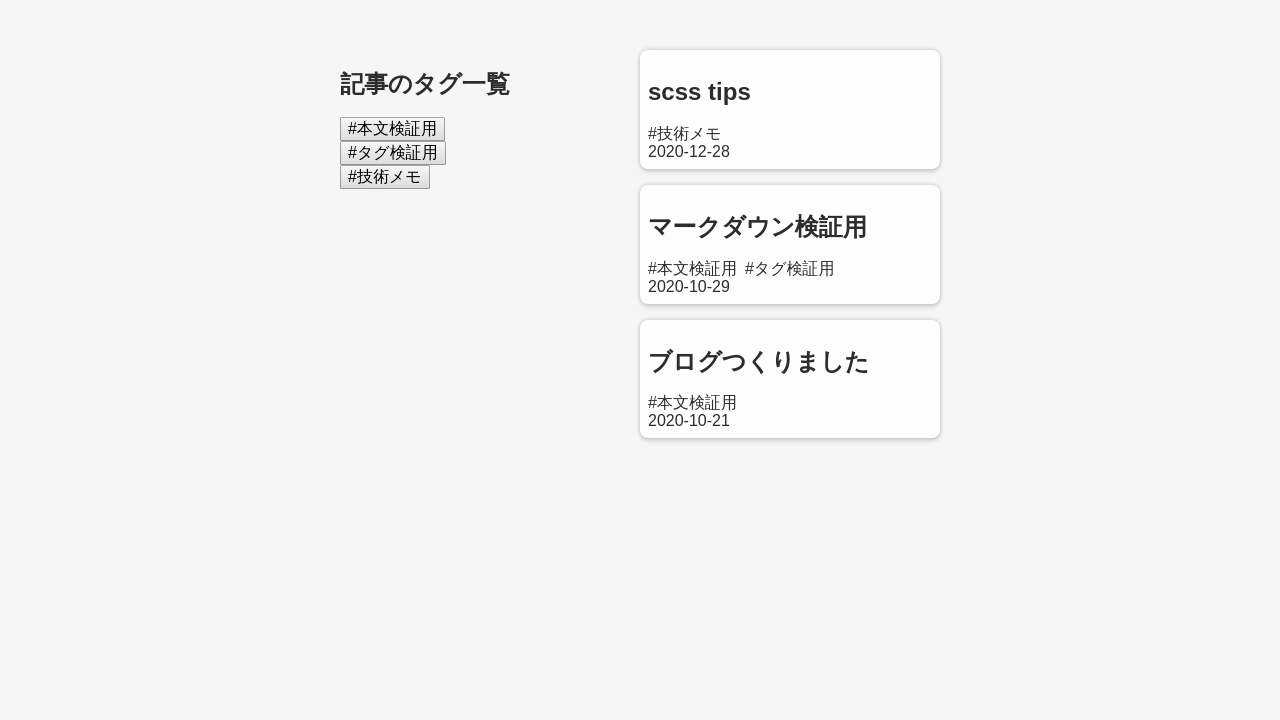 記事のタグ一覧
#本文検証用
#タグ検証用
#技術メモ
scss tips
#技術メモ
2020-12-28
マークダウン検証用
#本文検証用 #タグ検証用
2020-10-29
ブログつくりました
#本文検証用
2020-10-21